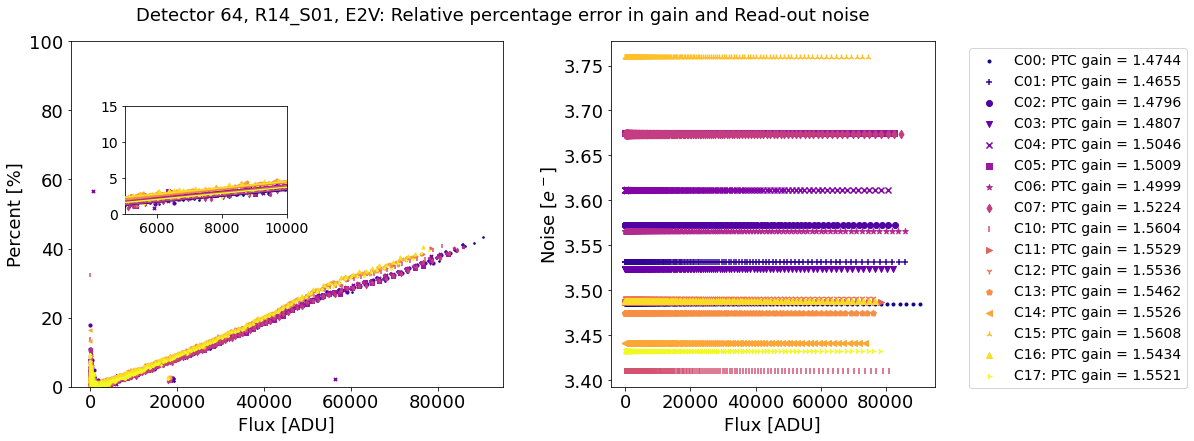 Detector 64, R14_S01, E2V: Relative percentage error in gain and Read-out noise
Percent [%]
100
80
60
40
20
0
15
10
5
0
6000 8000 10000
0 20000 40000 60000 80000
Flux [ADU]
Noise [e⁻]
3.75
3.70
3.65
3.60
3.55
3.50
3.45
3.40
0 20000 40000 60000 80000
Flux [ADU]
C00: PTC gain = 1.4744
C01: PTC gain = 1.4655
C02: PTC gain = 1.4796
C03: PTC gain = 1.4807
C04: PTC gain = 1.5046
C05: PTC gain = 1.5009
C06: PTC gain = 1.4999
C07: PTC gain = 1.5224
C10: PTC gain = 1.5604
C11: PTC gain = 1.5529
C12: PTC gain = 1.5536
C13: PTC gain = 1.5462
C14: PTC gain = 1.5526
C15: PTC gain = 1.5608
C16: PTC gain = 1.5434
C17: PTC gain = 1.5521